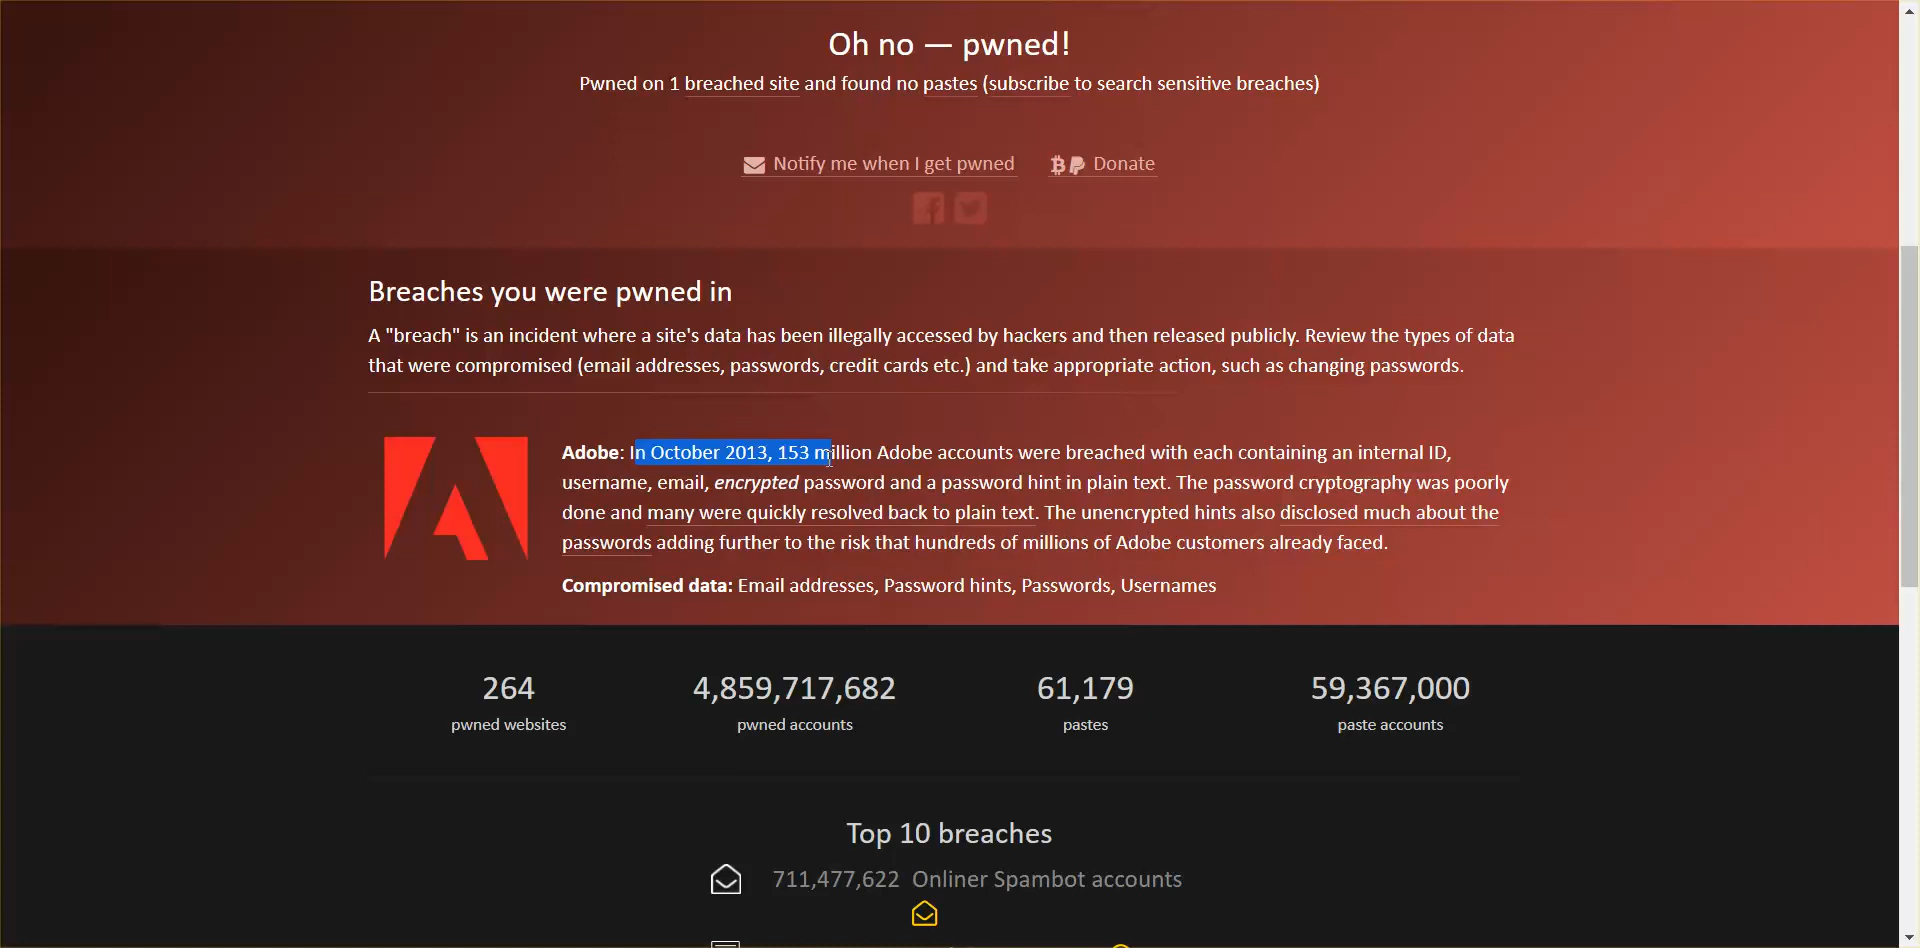 Oh no — pwned!
Pwned on 1 breached site and found no pastes (subscribe to search sensitive breaches)
Notify me when I get pwned
Donate
Breaches you were pwned in
A "breach" is an incident where a site's data has been illegally accessed by hackers and then released publicly. Review the types of data
that were compromised (email addresses, passwords, credit cards etc.) and take appropriate action, such as changing passwords.
Adobe: In October 2013, 153 million Adobe accounts were breached with each containing an internal ID,
username, email, encrypted password and a password hint in plain text. The password cryptography was poorly
done and many were quickly resolved back to plain text. The unencrypted hints also disclosed much about the
passwords adding further to the risk that hundreds of millions of Adobe customers already faced.
Compromised data: Email addresses, Password hints, Passwords, Usernames
264 4,859,717,682 61,179 59,367,000
pwned websites pwned accounts pastes paste accounts
Top 10 breaches
711,477,622 Onliner Spambot accounts